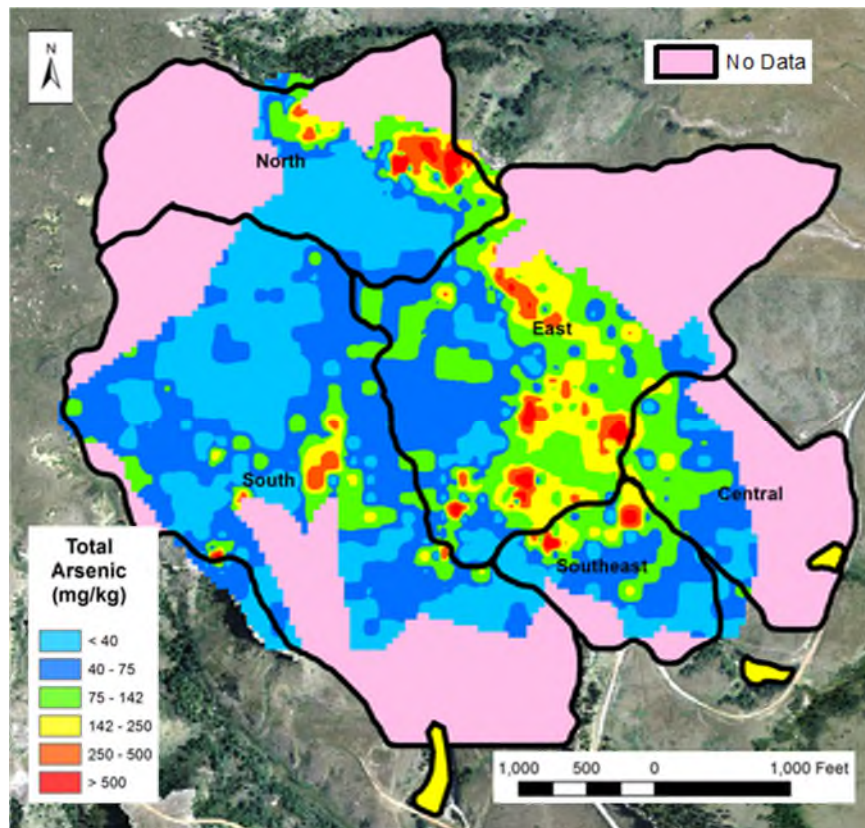 N
No Data
North
East
South
Central
Southeast
Total
Arsenic
(mg/kg)
< 40
40 - 75
75 - 142
142 - 250
250 - 500
> 500
1,000 500 0 1,000 Feet